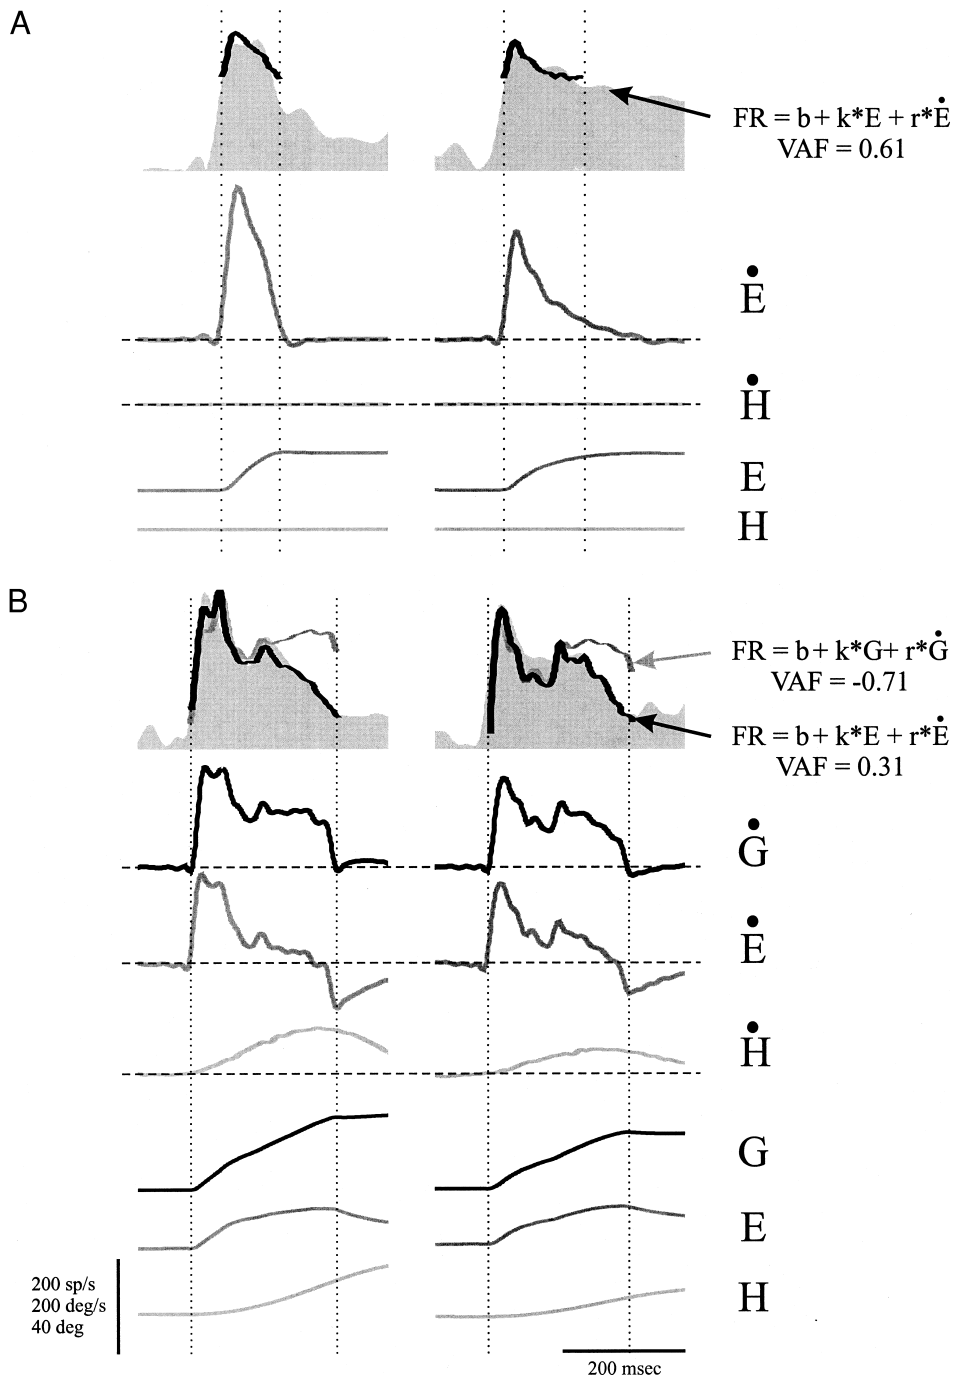 A
FR = b + k*E + r*Ė
VAF = 0.61
Ė
Ḣ
E
H
B
FR = b + k*G+ r*Ġ
VAF = -0.71
FR = b + k*E + r*Ė
VAF = 0.31
Ġ
Ė
Ḣ
G
E
H
200 sp/s
200 deg/s
40 deg
200 msec